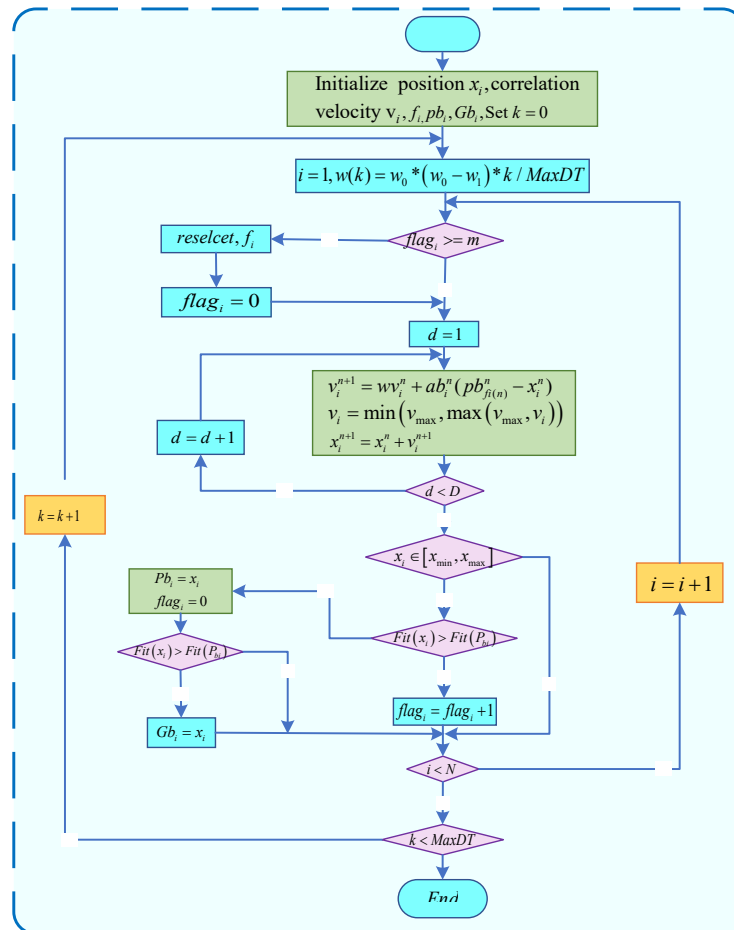 Initialize position x_i, correlation
velocity v_i, f_i, pb_i, Gb_i, Set k = 0
i = 1, w(k) = w_0 * (w_0 − w_1) * k / MaxDT
flag_i >= m
reselcet, f_i
flag_i = 0
d = 1
v_i^{n+1} = wv_i^n + ab_i^n (pb_{fi(n)}^n − x_i^n)
v_i = min(v_max, max(v_max, v_i))
x_i^{n+1} = x_i^n + v_i^{n+1}
d = d + 1
d < D
k = k+1
x_i ∈ [x_min, x_max]
i = i + 1
Pb_i = x_i
flag_i = 0
Fit(x_i) > Fit(P_bi)
Fit(x_i) > Fit(P_bi)
flag_i = flag_i + 1
Gb_i = x_i
i < N
k < MaxDT
End